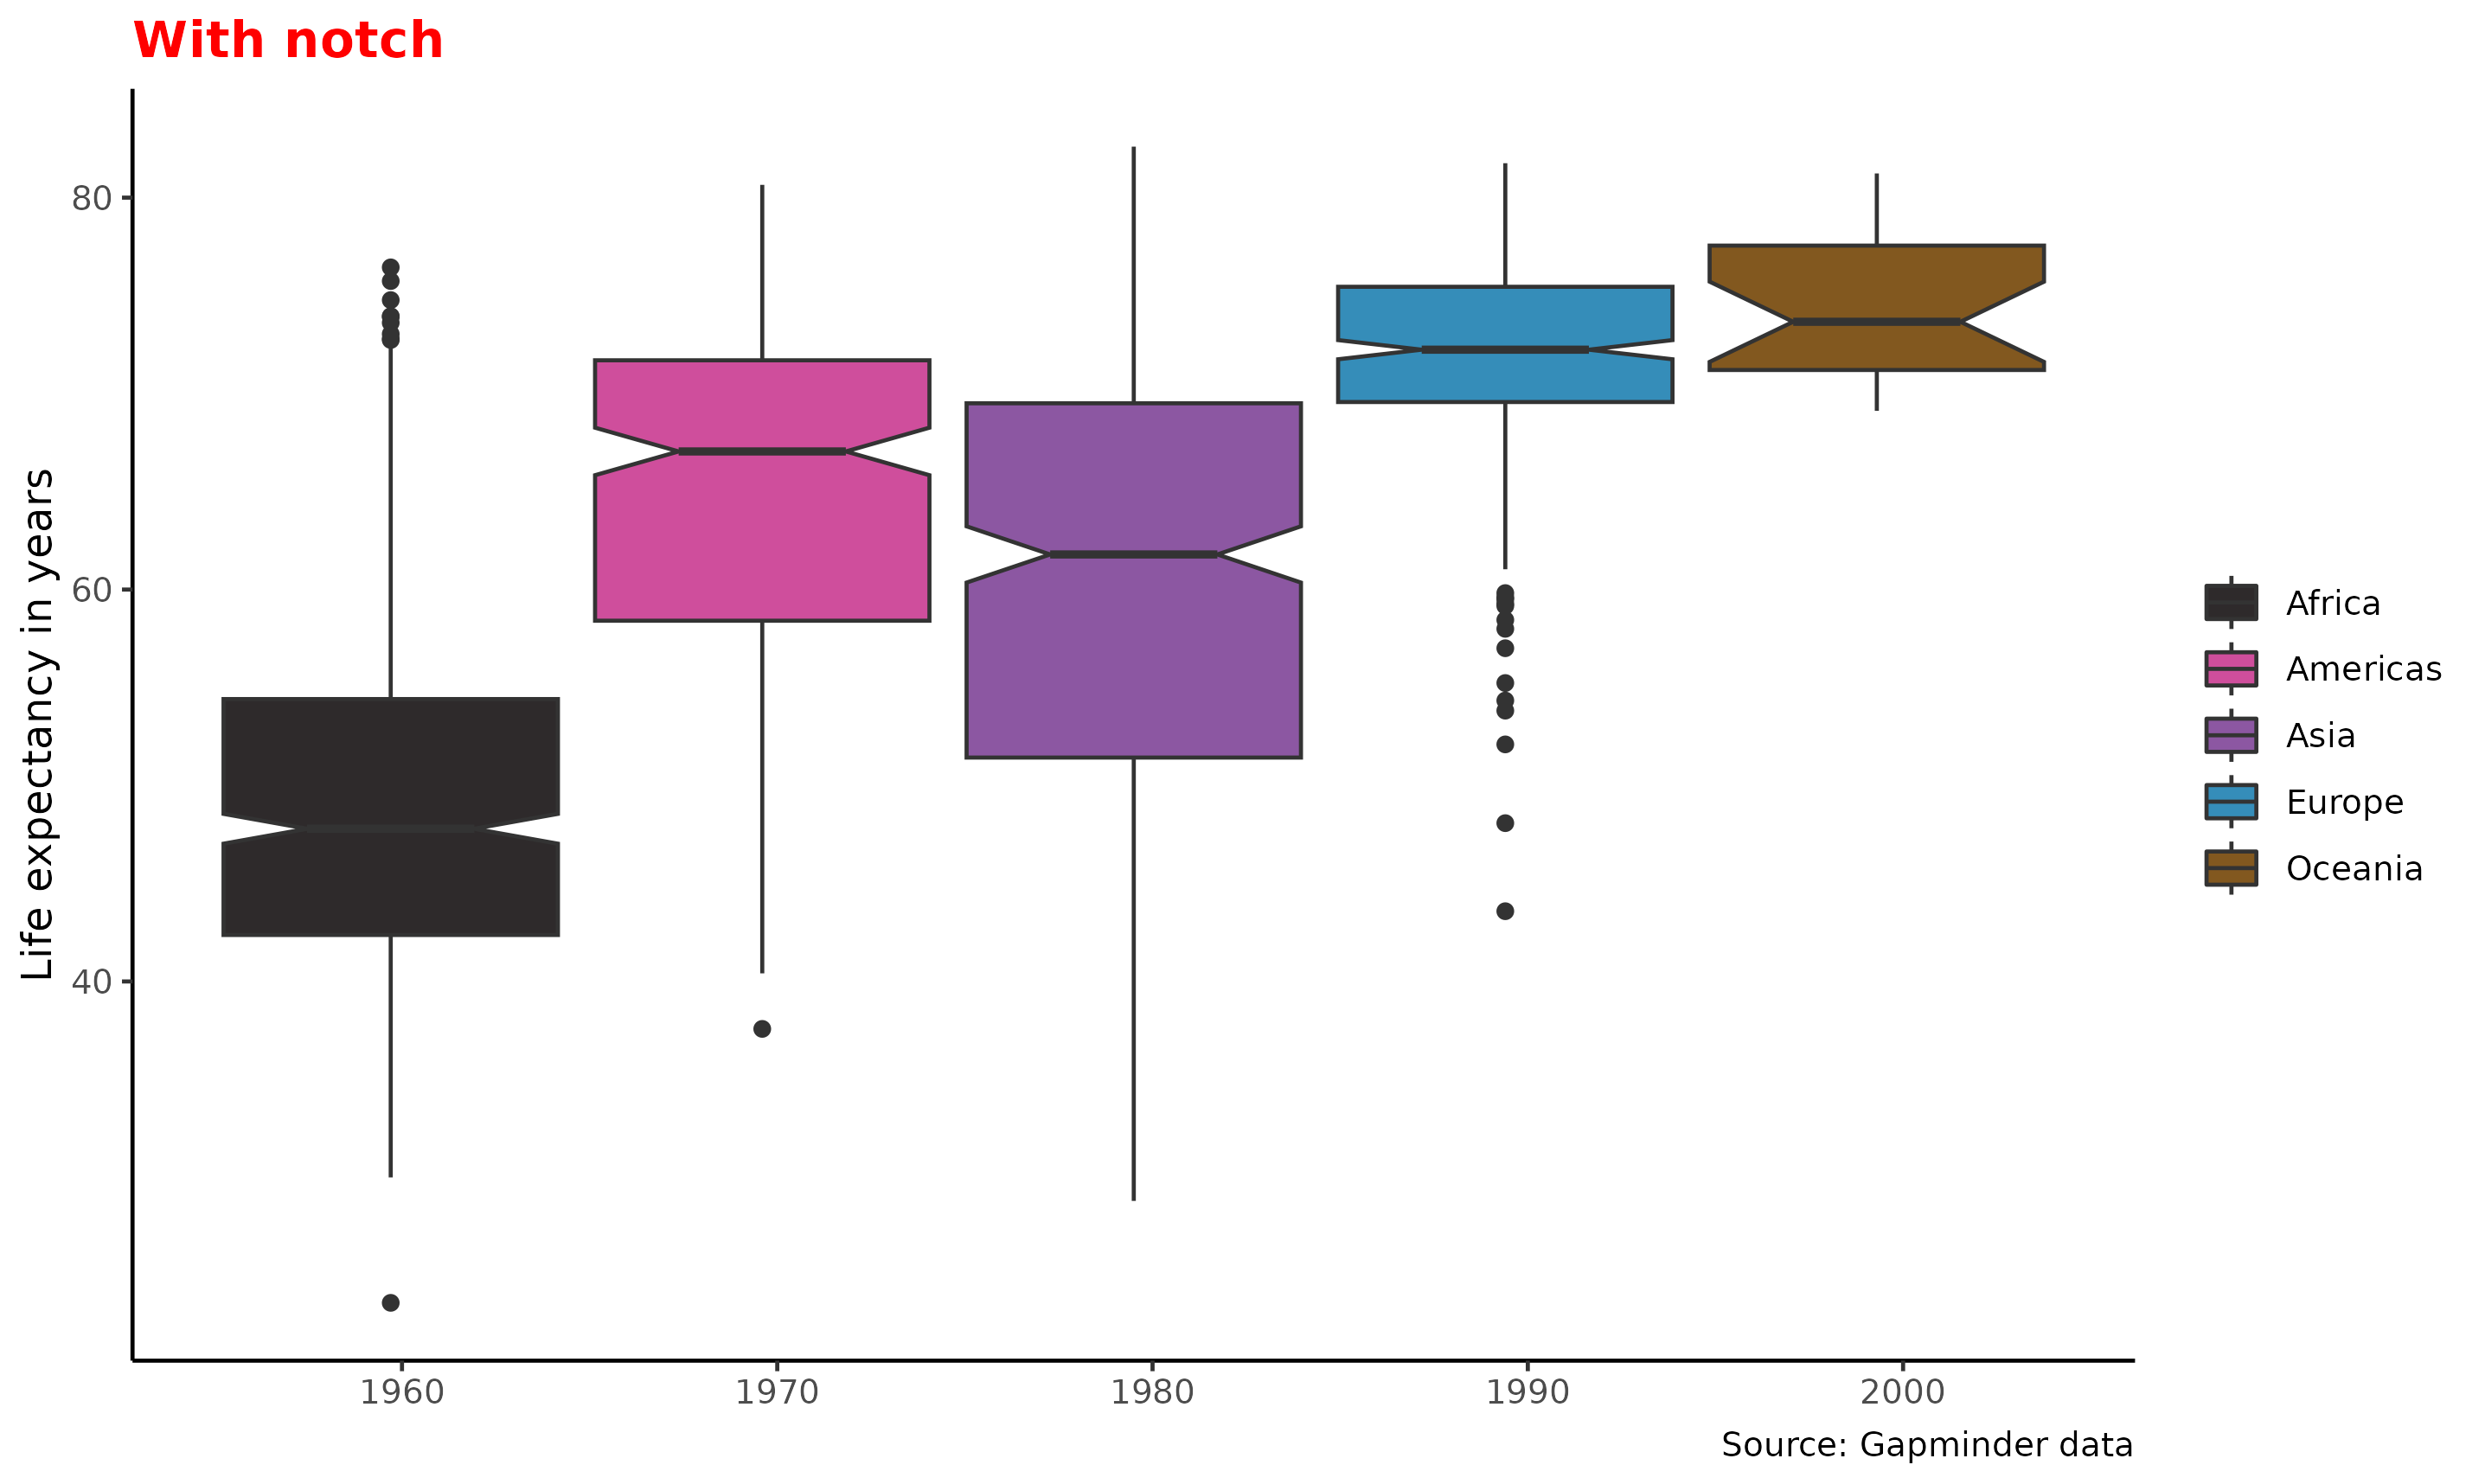 With notch
Life expectancy in years
80
60
40
1960
1970
1980
1990
2000
Africa
Americas
Asia
Europe
Oceania
Source: Gapminder data